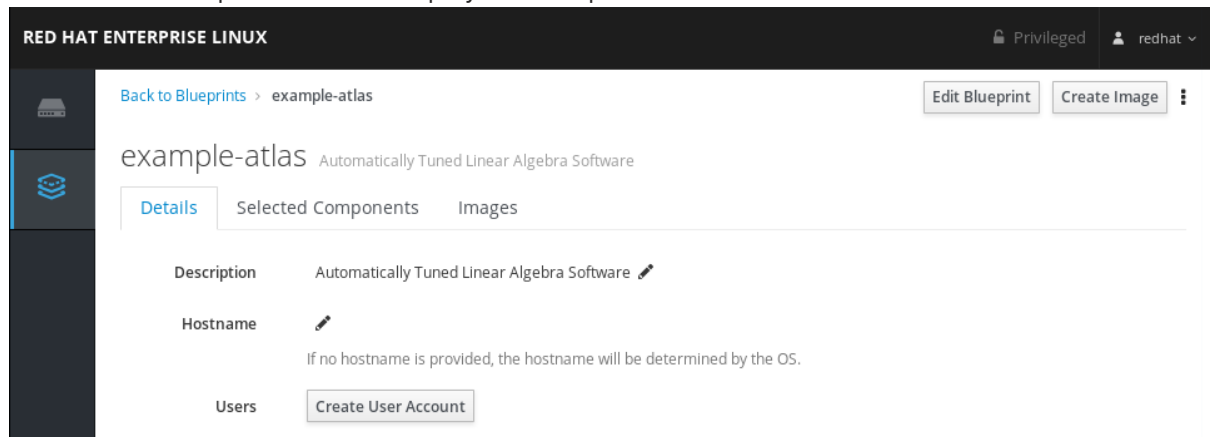 RED HAT ENTERPRISE LINUX Privileged redhat
Back to Blueprints > example-atlas Edit Blueprint Create Image
example-atlas Automatically Tuned Linear Algebra Software
Details Selected Components Images
Description Automatically Tuned Linear Algebra Software
Hostname
If no hostname is provided, the hostname will be determined by the OS.
Users Create User Account